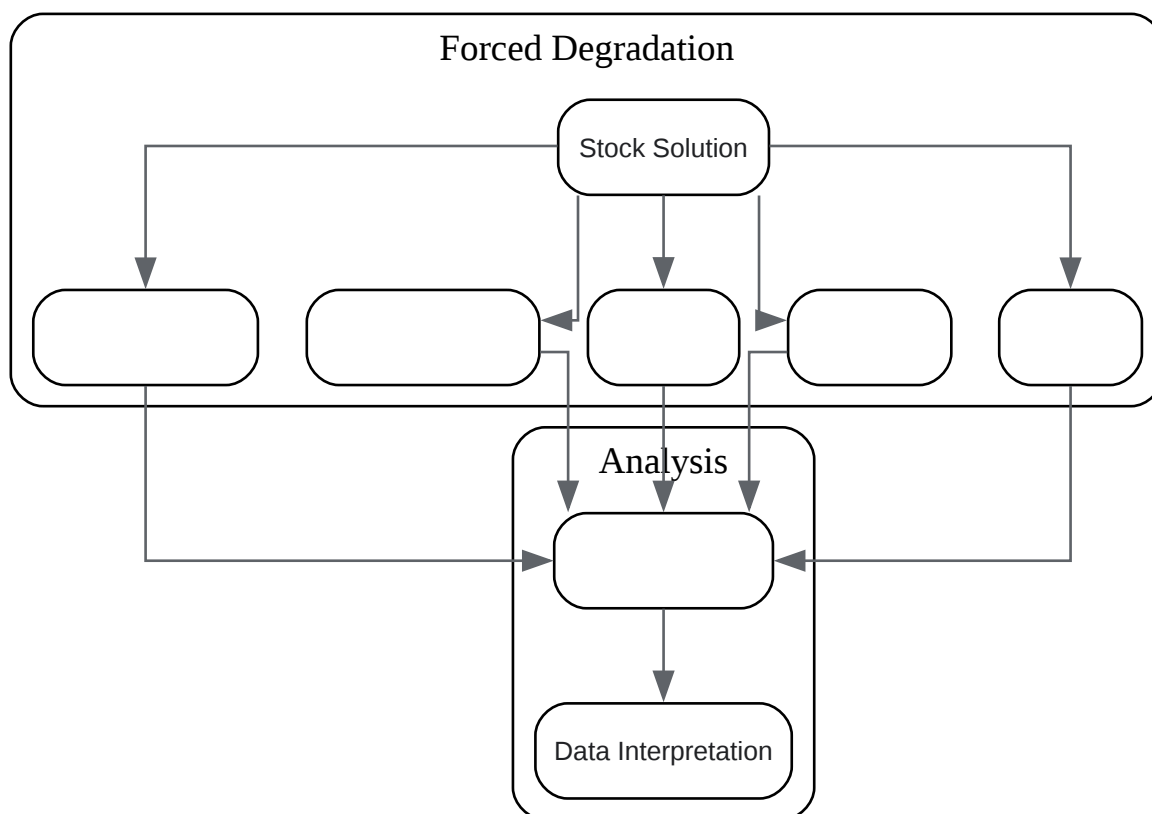 Forced Degradation
Stock Solution
Analysis
Data Interpretation